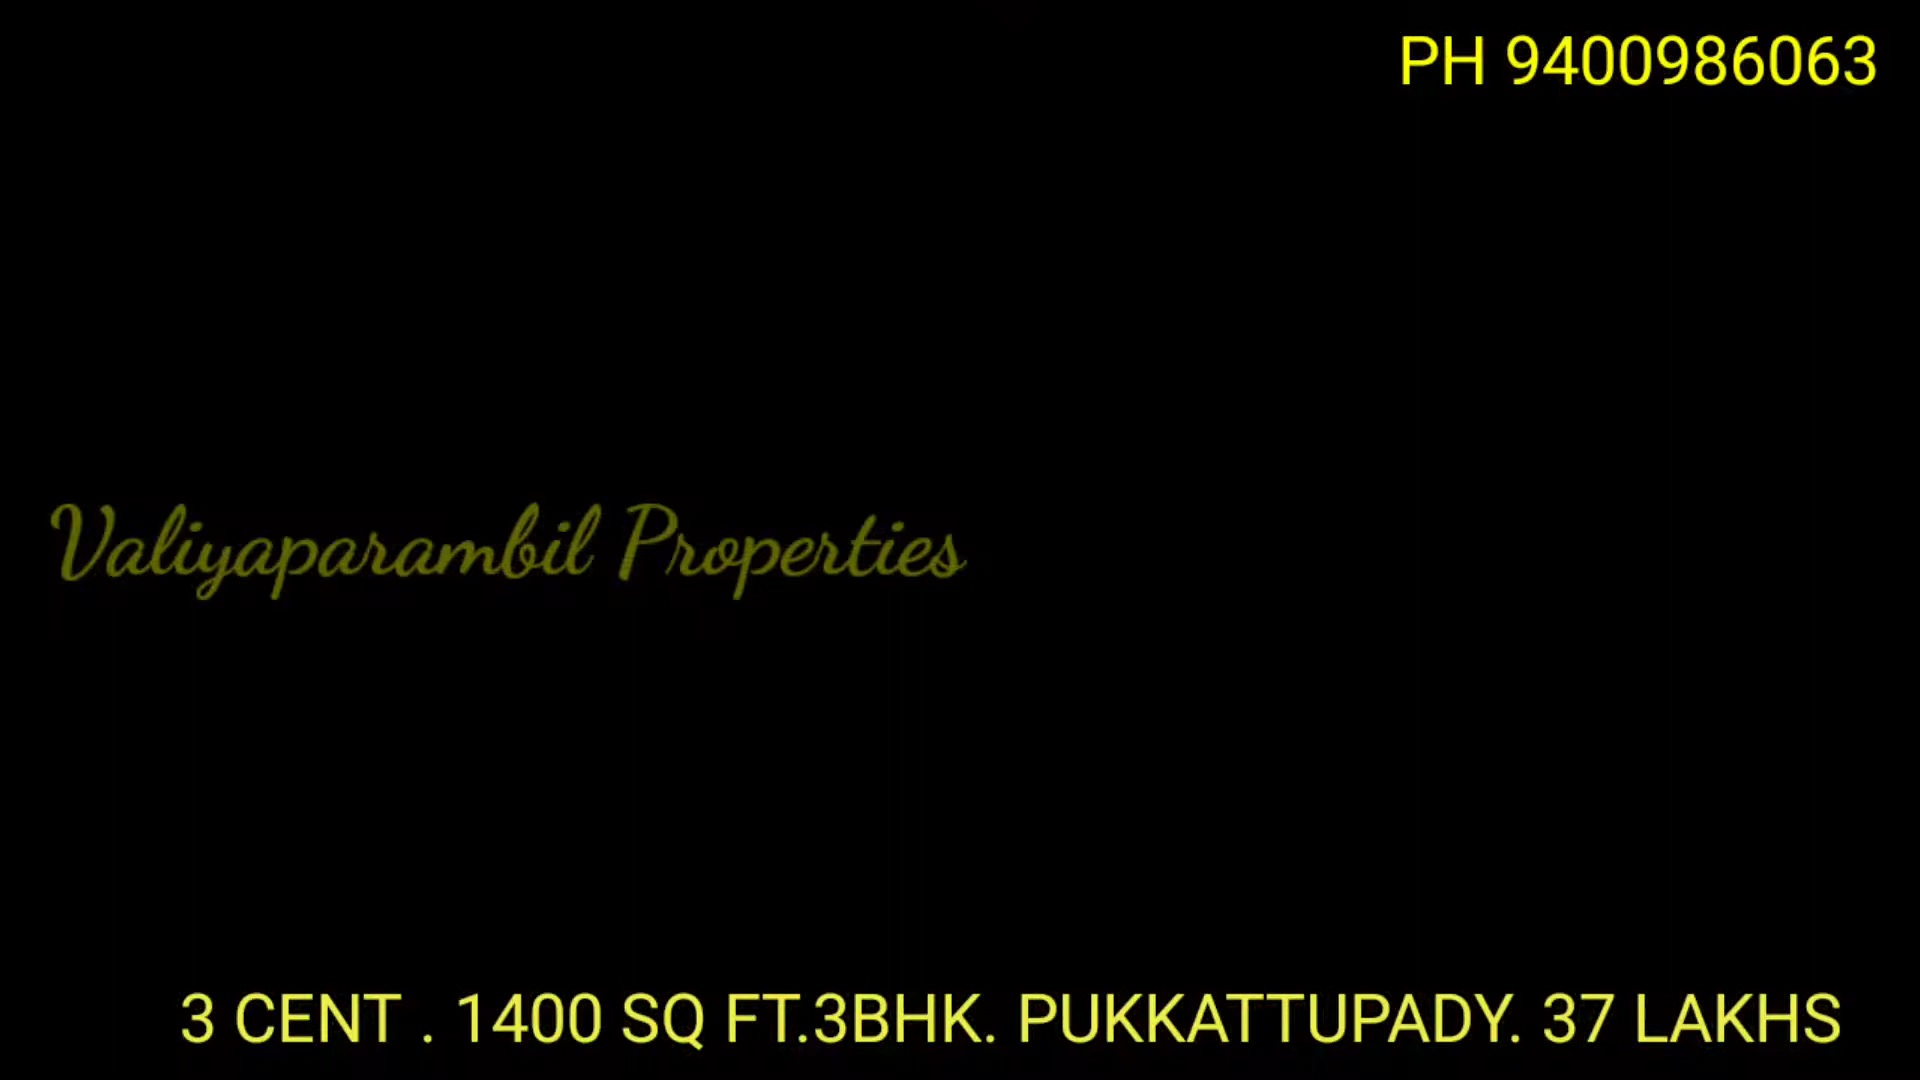 PH 9400986063
Valiyaparambil Properties
3 CENT . 1400 SQ FT.3BHK. PUKKATTUPADY. 37 LAKHS